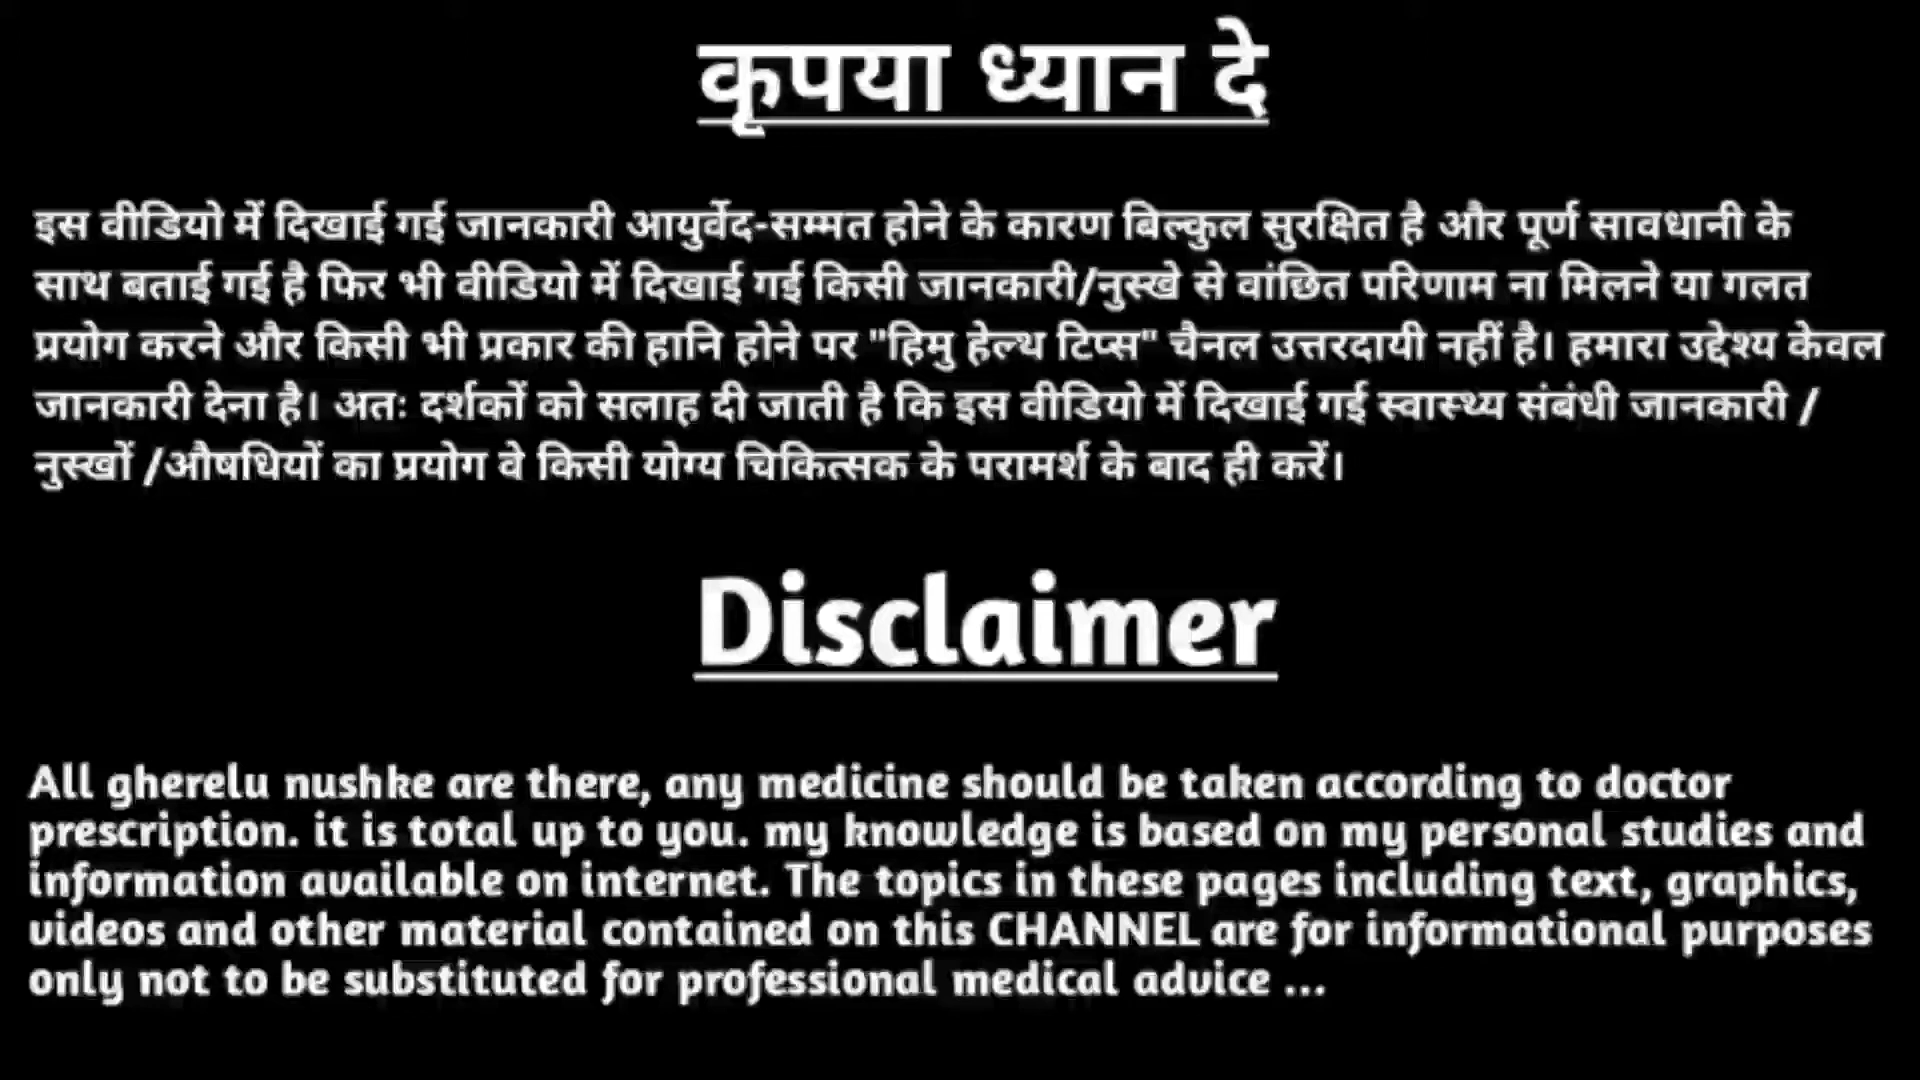 कृपया ध्यान दे
इस वीडियो में दिखाई गई जानकारी आयुर्वेद-सम्मत होने के कारण बिल्कुल सुरक्षित है और पूर्ण सावधानी के
साथ बताई गई है फिर भी वीडियो में दिखाई गई किसी जानकारी/नुस्खे से वांछित परिणाम ना मिलने या गलत
प्रयोग करने और किसी भी प्रकार की हानि होने पर "हिमु हेल्थ टिप्स" चैनल उत्तरदायी नहीं है। हमारा उद्देश्य केवल
जानकारी देना है। अतः दर्शकों को सलाह दी जाती है कि इस वीडियो में दिखाई गई स्वास्थ्य संबंधी जानकारी /
नुस्खों /औषधियों का प्रयोग वे किसी योग्य चिकित्सक के परामर्श के बाद ही करें।
Disclaimer
All gherelu nushke are there, any medicine should be taken according to doctor
prescription. it is total up to you. my knowledge is based on my personal studies and
information available on internet. The topics in these pages including text, graphics,
videos and other material contained on this CHANNEL are for informational purposes
only not to be substituted for professional medical advice ...